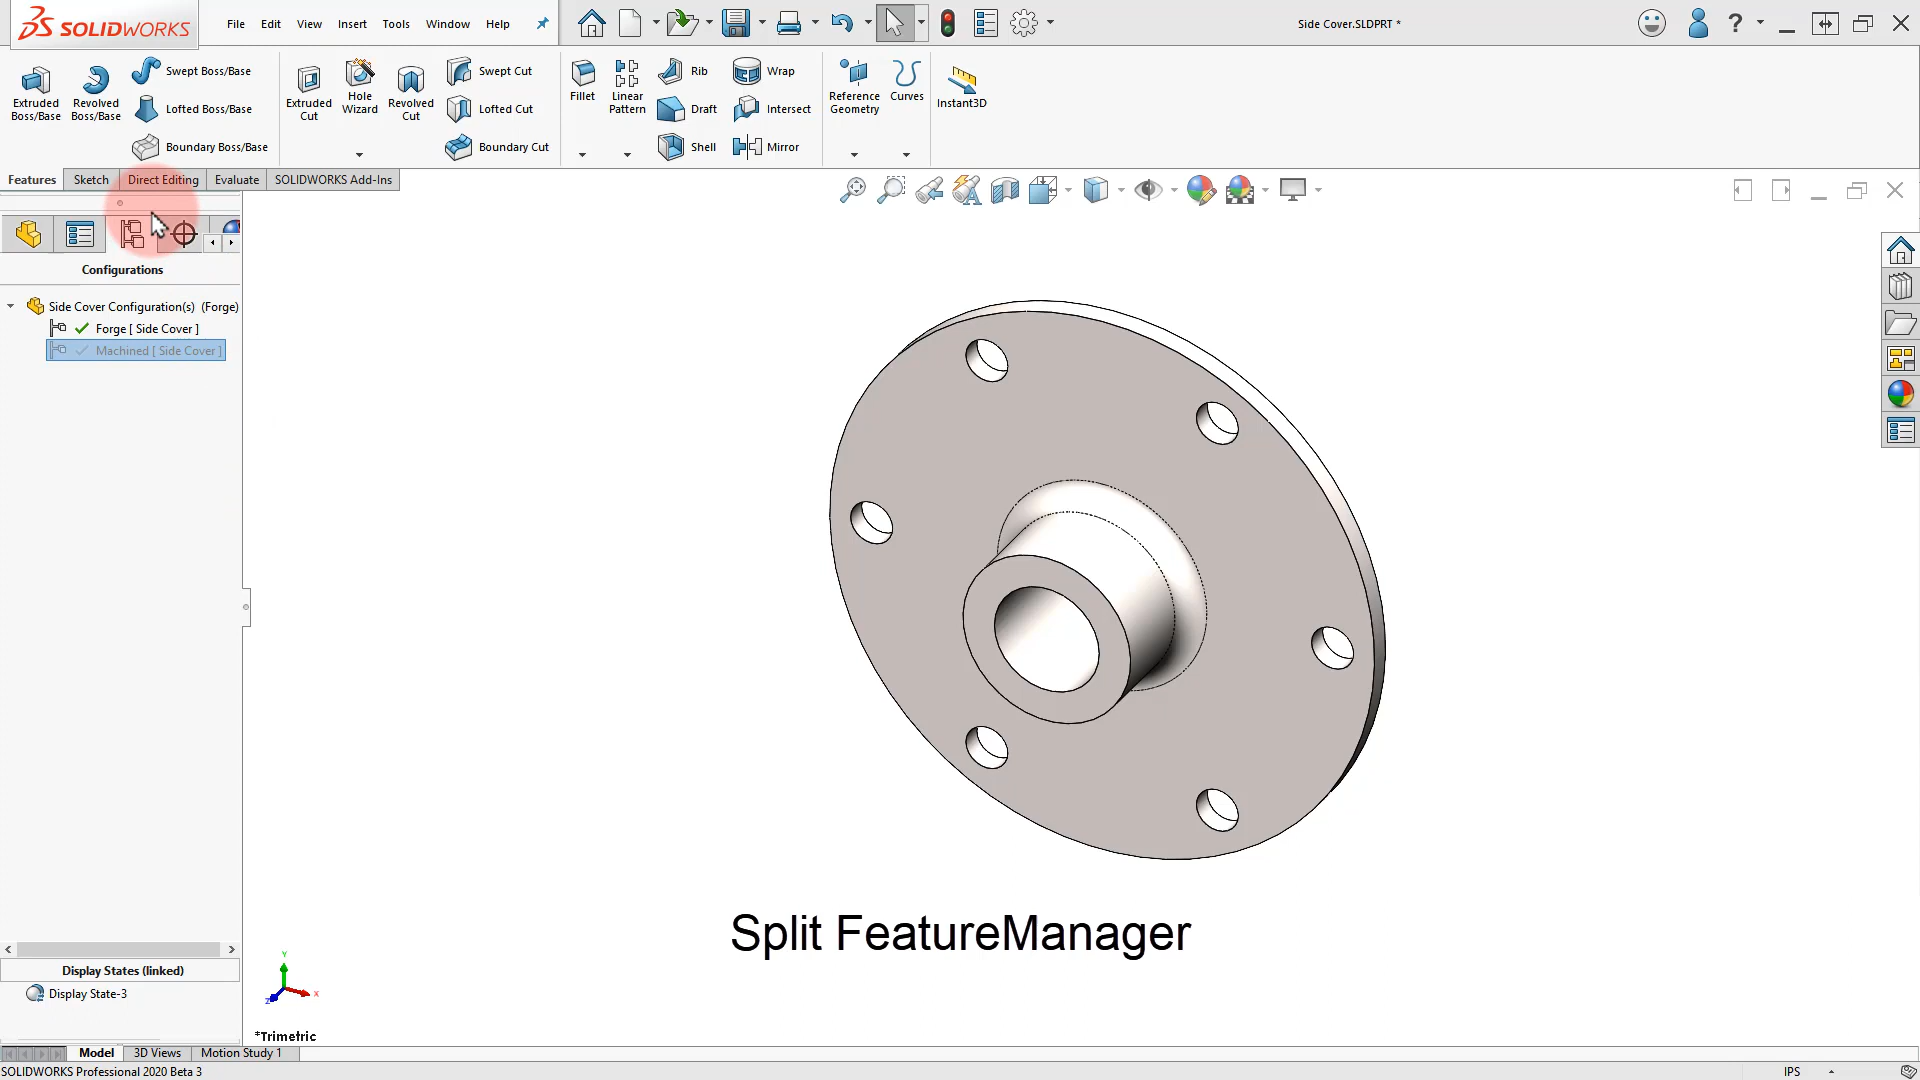 SOLIDWORKS
File Edit View Insert Tools Window Help
Side Cover.SLDPRT *
?
Extruded Boss/Base
Revolved Boss/Base
Swept Boss/Base
Lofted Boss/Base
Boundary Boss/Base
Extruded Cut
Hole Wizard
Revolved Cut
Swept Cut
Lofted Cut
Boundary Cut
Fillet
Linear Pattern
Rib
Draft
Shell
Wrap
Intersect
Mirror
Reference Geometry
Curves
Instant3D
Features Sketch Direct Editing Evaluate SOLIDWORKS Add-Ins
Configurations
Side Cover Configuration(s) (Forge)
Forge [ Side Cover ]
Machined [ Side Cover ]
Split FeatureManager
Display States (linked)
Display State-3
Y
X
Z
*Trimetric
Model 3D Views Motion Study 1
SOLIDWORKS Professional 2020 Beta 3
IPS